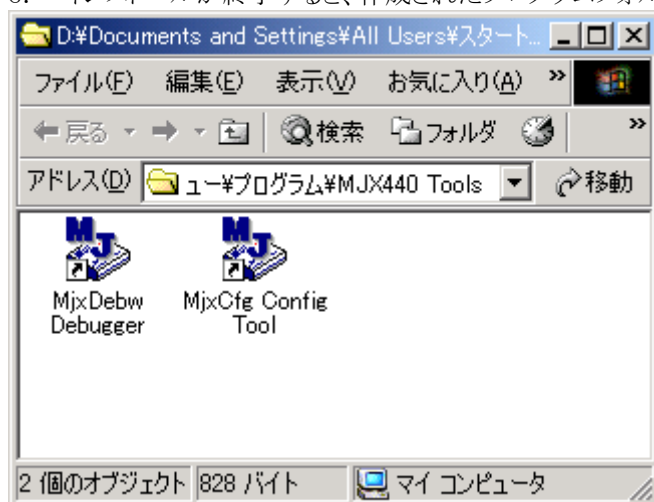 D:¥Documents and Settings¥All Users¥スタート...
ファイル(F) 編集(E) 表示(V) お気に入り(A) »
戻る 検索 フォルダ »
アドレス(D) ュー¥プログラム¥MJX440 Tools 移動
MJ MJ
MjxDebw Debugger
MjxCfg Config Tool
2 個のオブジェクト 828 バイト マイ コンピュータ